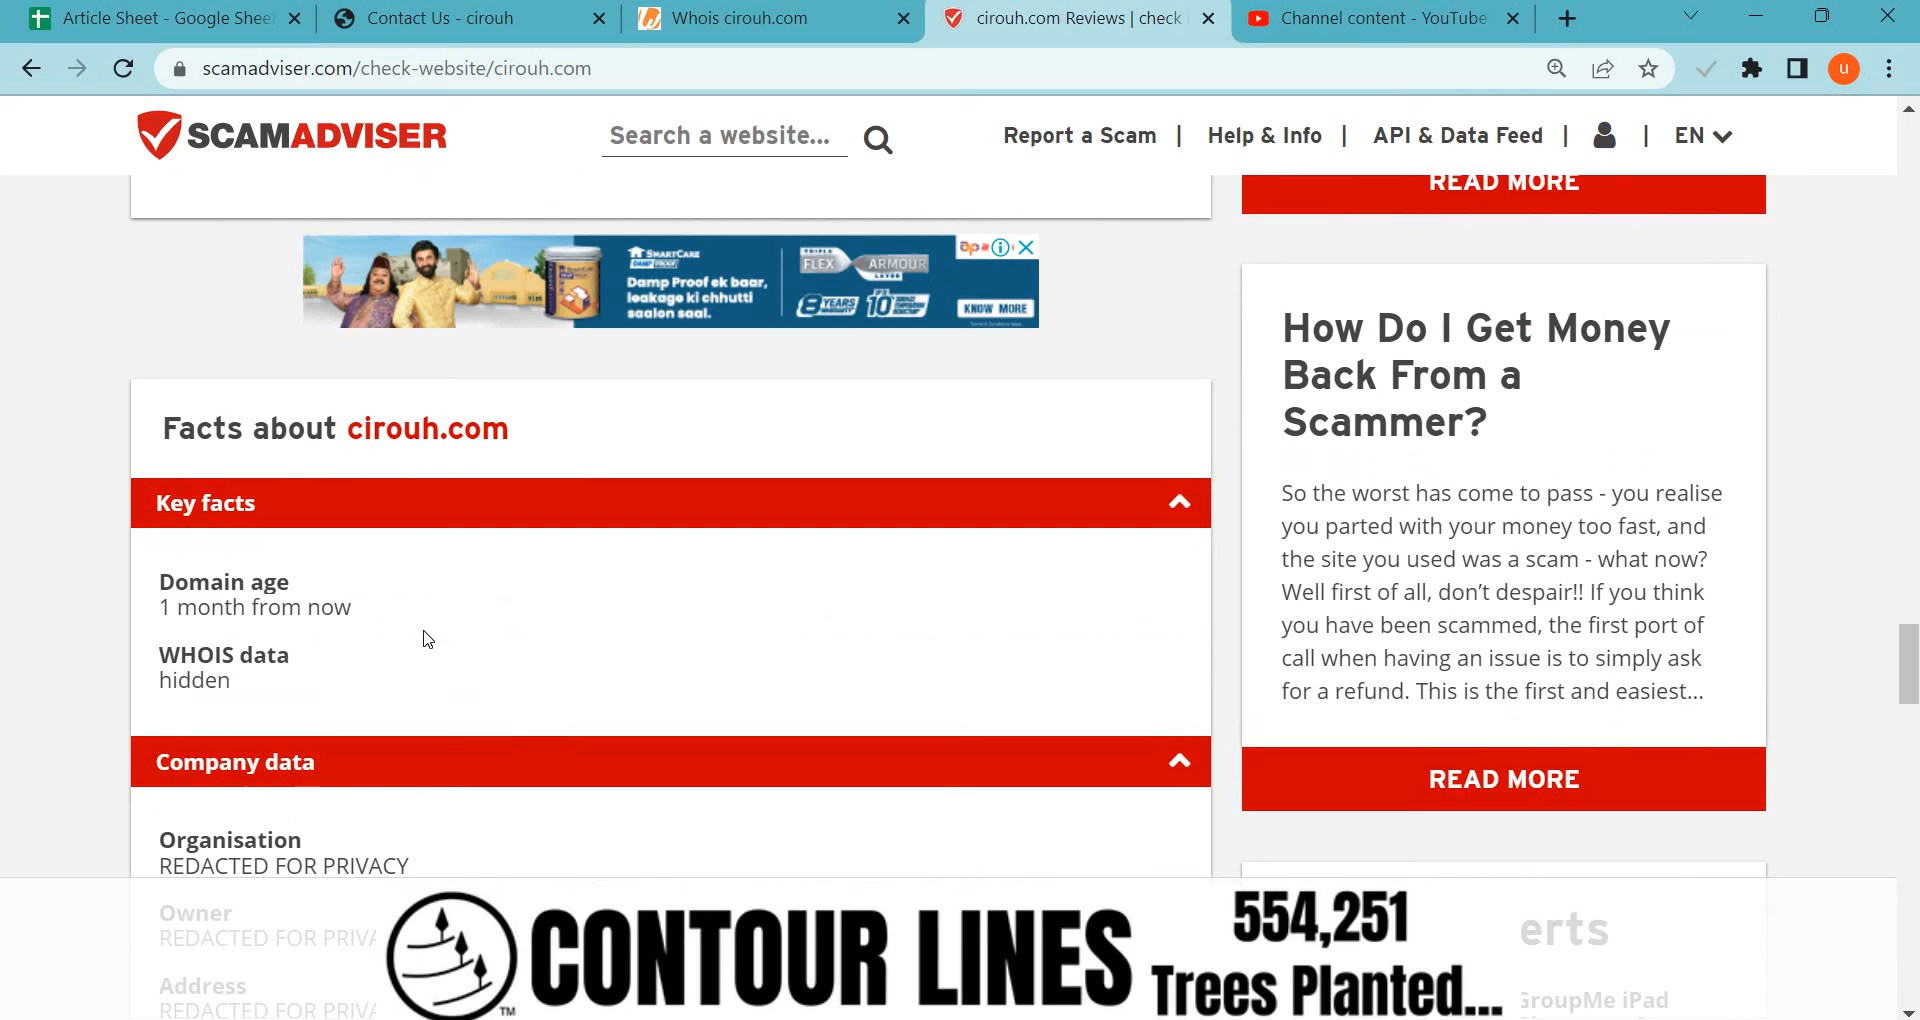 Article Sheet - Google Shee
Contact Us - cirouh
Whois cirouh.com
cirouh.com Reviews | check
Channel content - YouTube
scamadviser.com/check-website/cirouh.com
u
SCAMADVISER
Search a website...
Report a Scam | Help & Info | API & Data Feed | | EN
READ MORE
SMARTCARE
DAMP PROOF
Damp Proof ek baar,
leakage ki chhutti
saalon saal.
TRIPLE
FLEX ARMOUR
LAYER
8 YEARS
10
KNOW MORE
Facts about cirouh.com
Key facts
Domain age
1 month from now
WHOIS data
hidden
Company data
Organisation
REDACTED FOR PRIVACY
Owner
REDACTED FOR PRIVA
Address
REDACTED FOR PRIVA
How Do I Get Money
Back From a
Scammer?
So the worst has come to pass - you realise
you parted with your money too fast, and
the site you used was a scam - what now?
Well first of all, don’t despair!! If you think
you have been scammed, the first port of
call when having an issue is to simply ask
for a refund. This is the first and easiest...
READ MORE
erts
GroupMe iPad
CONTOUR LINES
TM
554,251
Trees Planted...